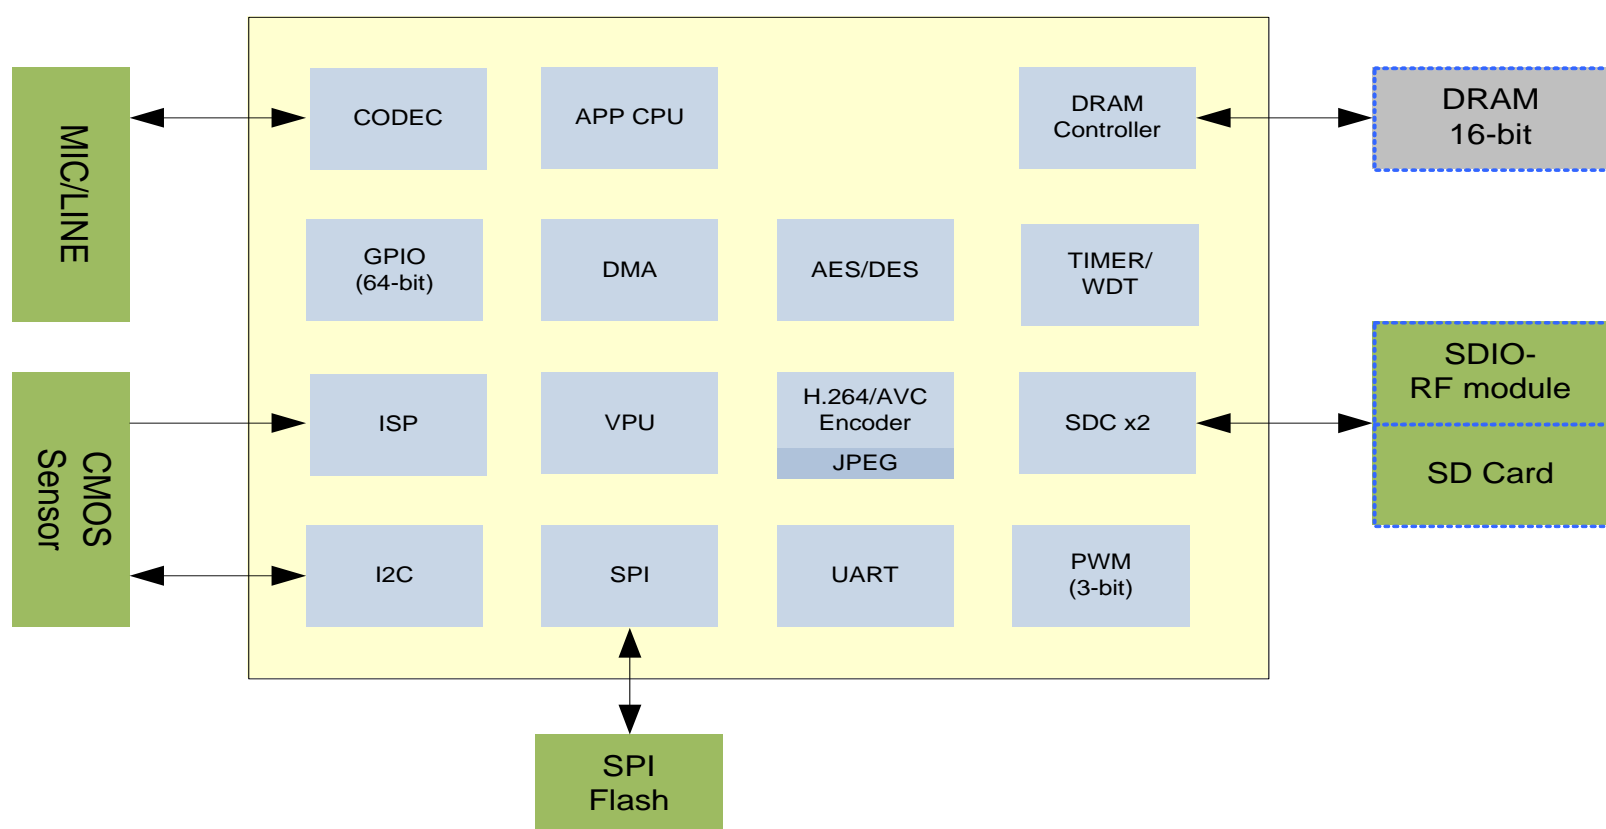 MIC/LINE
CODEC
APP CPU
DRAM
Controller
DRAM
16-bit
GPIO
(64-bit)
DMA
AES/DES
TIMER/
WDT
CMOS
Sensor
ISP
VPU
H.264/AVC
Encoder
JPEG
SDC x2
SDIO-
RF module
SD Card
I2C
SPI
UART
PWM
(3-bit)
SPI
Flash